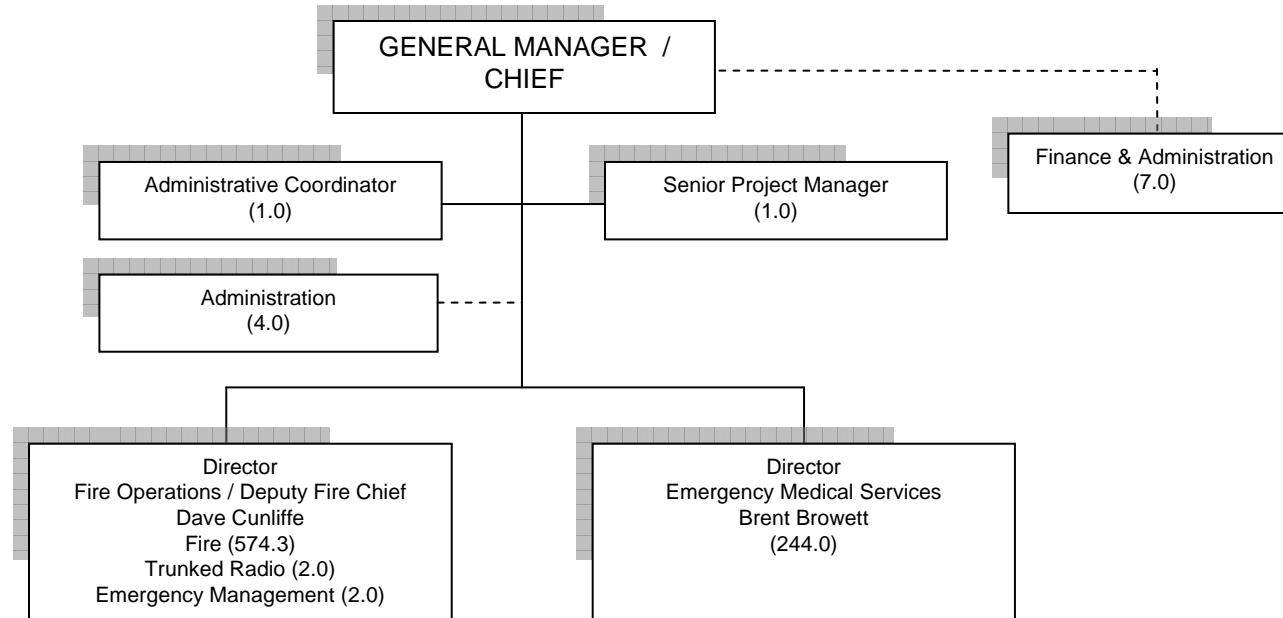 GENERAL MANAGER /
CHIEF
Finance & Administration
(7.0)
Administrative Coordinator
(1.0)
Senior Project Manager
(1.0)
Administration
(4.0)
Director
Fire Operations / Deputy Fire Chief
Dave Cunliffe
Fire (574.3)
Trunked Radio (2.0)
Emergency Management (2.0)
Director
Emergency Medical Services
Brent Browett
(244.0)